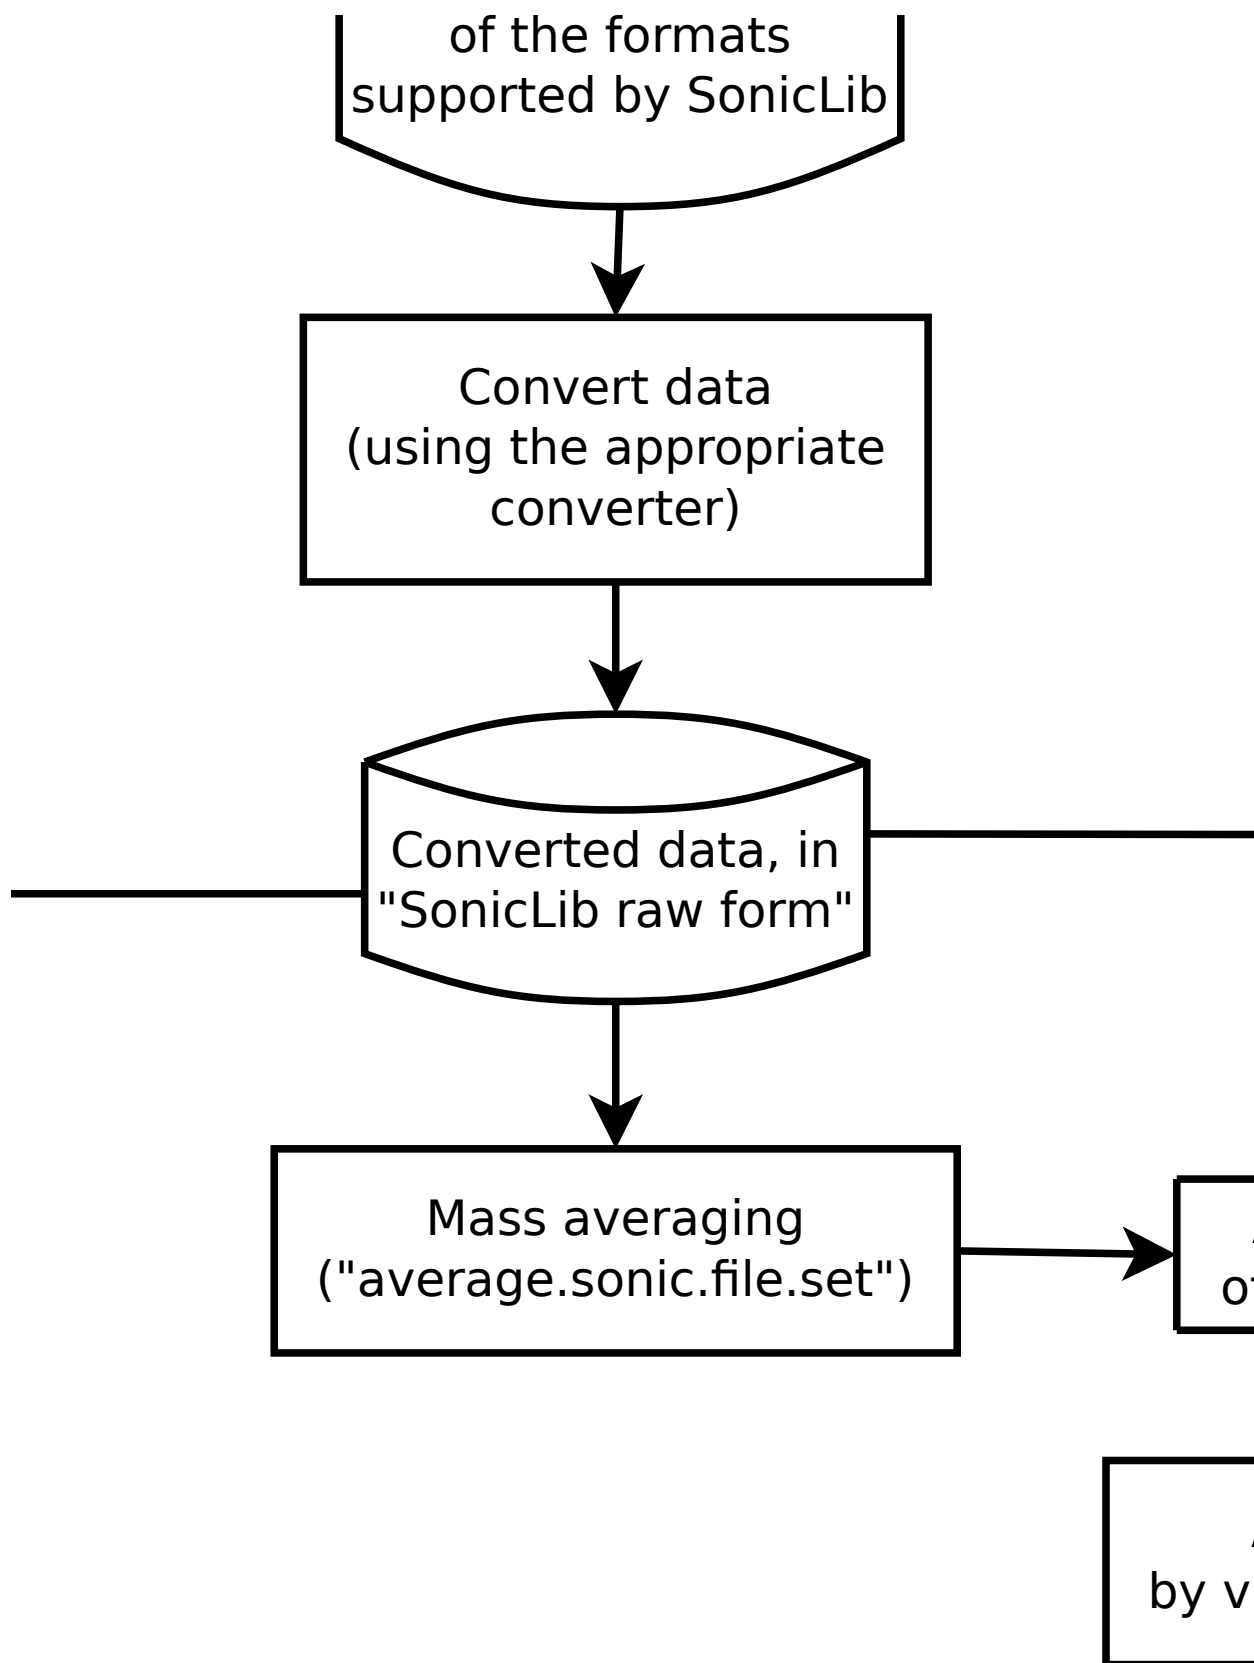 of the formats
supported by SonicLib
Convert data
(using the appropriate
converter)
Converted data, in
"SonicLib raw form"
Mass averaging
("average.sonic.file.set")
by